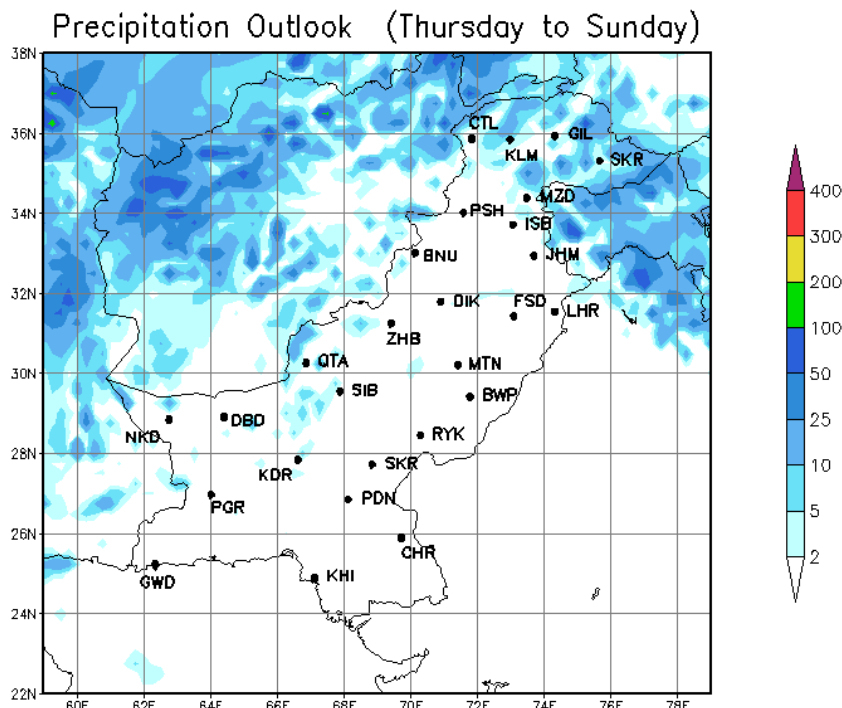 Precipitation Outlook (Thursday to Sunday)
38N
36N
34N
32N
30N
28N
26N
24N
22N
60E
62E
64E
66E
68E
70E
72E
74E
76E
78E
CTL
GIL
KLM
SKR
MZD
PSH
ISB
BNU
JHM
DIK
FSD
LHR
ZHB
QTA
MTN
SIB
BWP
NKD
DBD
RYK
KDR
SKR
PGR
PDN
CHR
GWD
KHI
400
300
200
100
50
25
10
5
2